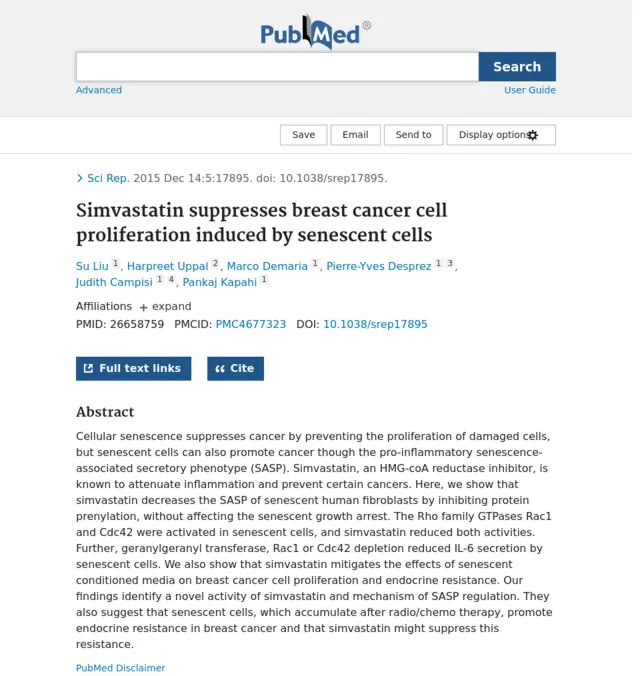 PubMed®
Search
Advanced
User Guide
Save
Email
Send to
Display options
Sci Rep. 2015 Dec 14:5:17895. doi: 10.1038/srep17895.
Simvastatin suppresses breast cancer cell
proliferation induced by senescent cells
Su Liu 1, Harpreet Uppal 2, Marco Demaria 1, Pierre-Yves Desprez 1 3,
Judith Campisi 1 4, Pankaj Kapahi 1
Affiliations + expand
PMID: 26658759 PMCID: PMC4677323 DOI: 10.1038/srep17895
Full text links
Cite
Abstract
Cellular senescence suppresses cancer by preventing the proliferation of damaged cells,
but senescent cells can also promote cancer though the pro-inflammatory senescence-
associated secretory phenotype (SASP). Simvastatin, an HMG-coA reductase inhibitor, is
known to attenuate inflammation and prevent certain cancers. Here, we show that
simvastatin decreases the SASP of senescent human fibroblasts by inhibiting protein
prenylation, without affecting the senescent growth arrest. The Rho family GTPases Rac1
and Cdc42 were activated in senescent cells, and simvastatin reduced both activities.
Further, geranylgeranyl transferase, Rac1 or Cdc42 depletion reduced IL-6 secretion by
senescent cells. We also show that simvastatin mitigates the effects of senescent
conditioned media on breast cancer cell proliferation and endocrine resistance. Our
findings identify a novel activity of simvastatin and mechanism of SASP regulation. They
also suggest that senescent cells, which accumulate after radio/chemo therapy, promote
endocrine resistance in breast cancer and that simvastatin might suppress this
resistance.
PubMed Disclaimer